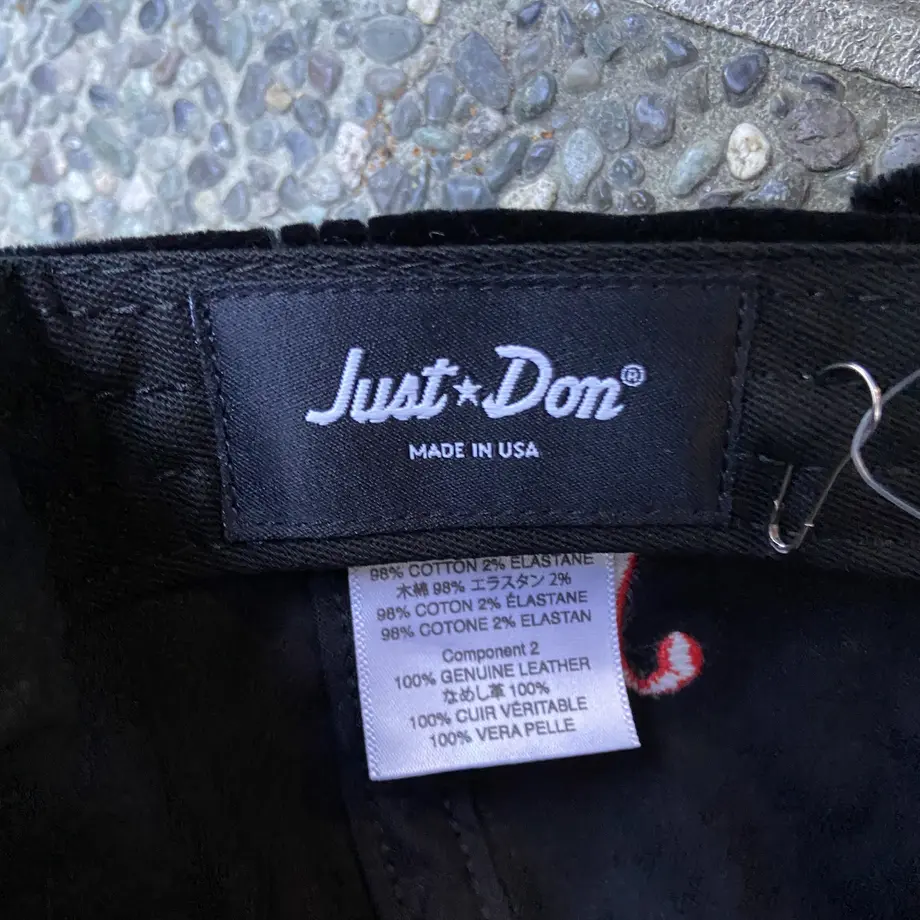 Just★Don®
MADE IN USA
98% COTTON 2% ELASTANE
木綿 98% エラスタン 2%
98% COTON 2% ÉLASTANE
98% COTONE 2% ELASTAN
Component 2
100% GENUINE LEATHER
なめし革 100%
100% CUIR VÉRITABLE
100% VERA PELLE